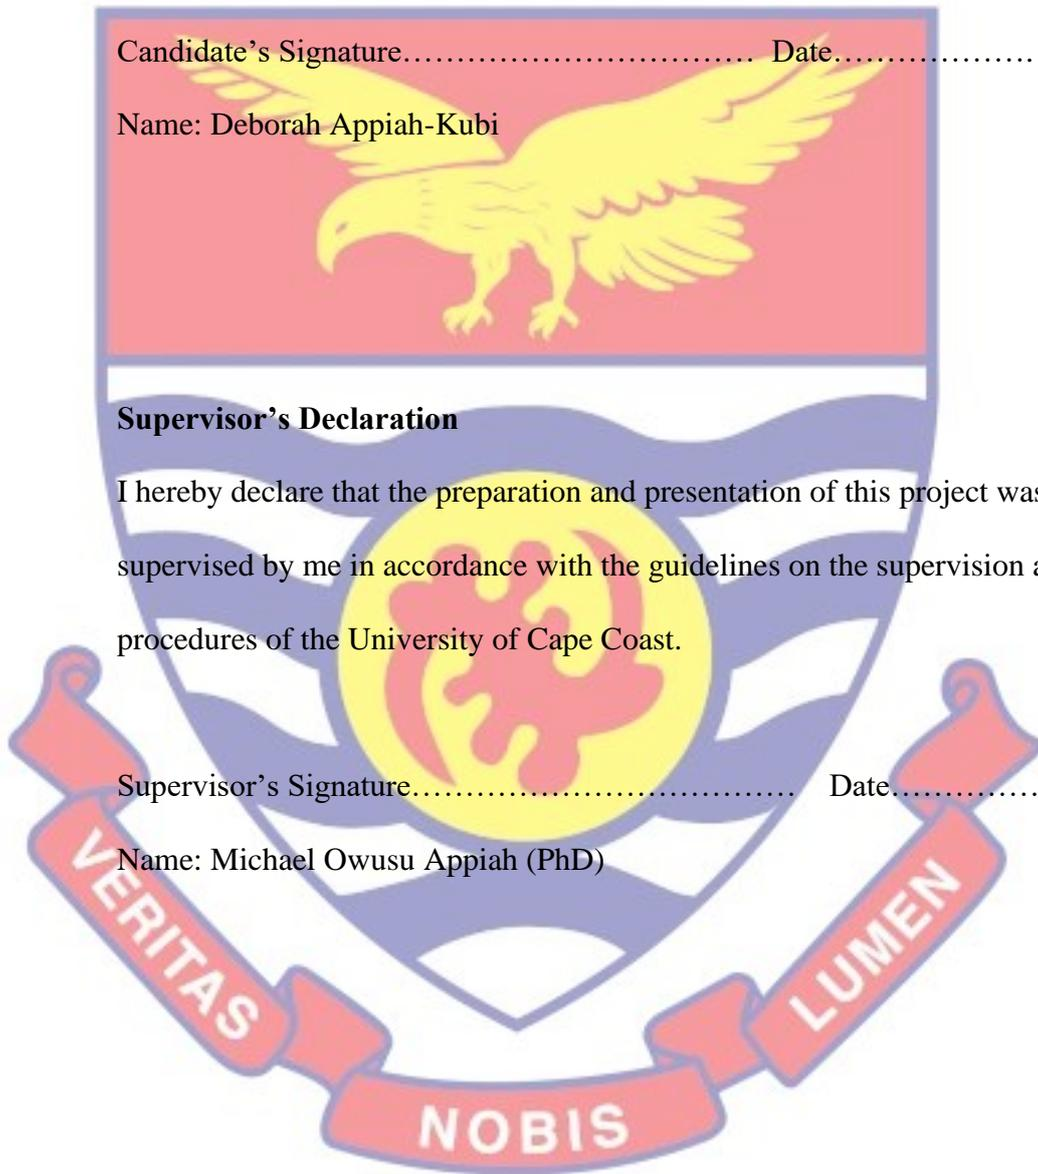 Candidate’s Signature……………………………… Date……………….
Name: Deborah Appiah-Kubi
Supervisor’s Declaration
I hereby declare that the preparation and presentation of this project was
supervised by me in accordance with the guidelines on the supervision
procedures of the University of Cape Coast.
Supervisor’s Signature……………………………… Date…………….
Name: Michael Owusu Appiah (PhD)
VERITAS
NOBIS
LUMEN